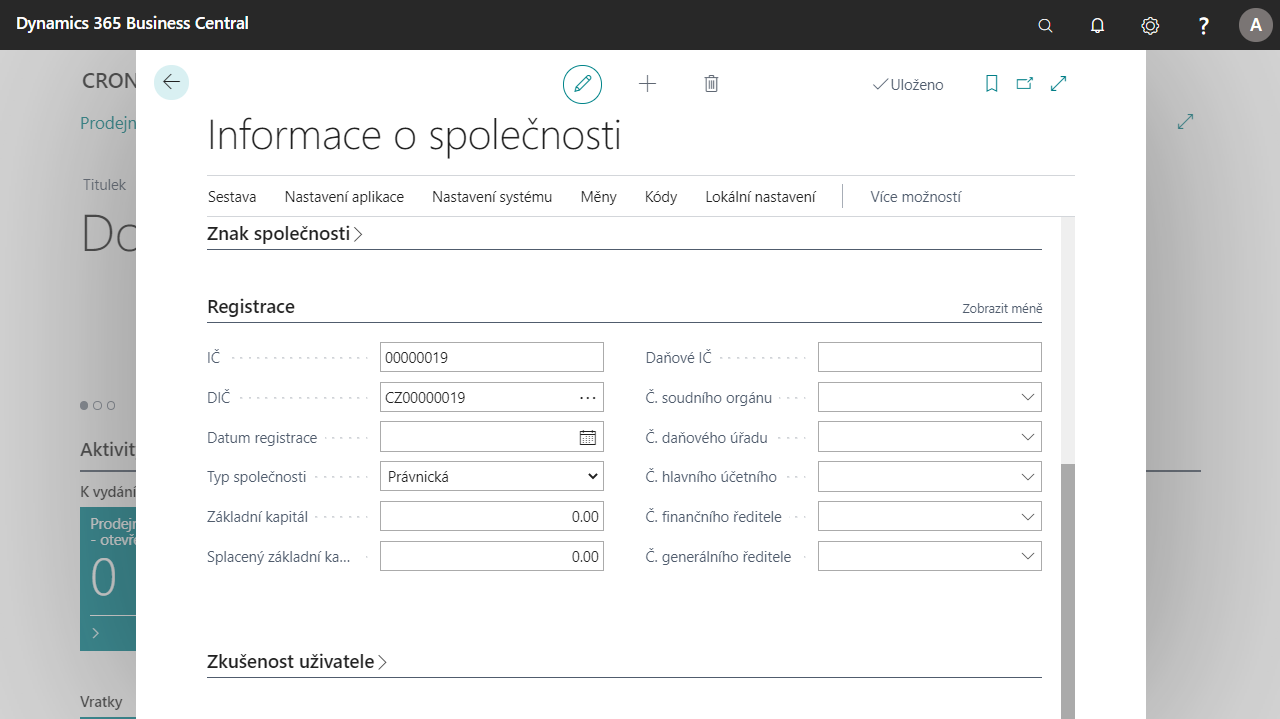 Dynamics 365 Business Central
A
CRON
Prodejn
Titulek
Do
Aktivit
K vydání
Prodejn
- otevře
0
Vratky
Uloženo
Informace o společnosti
Sestava Nastavení aplikace Nastavení systému Měny Kódy Lokální nastavení Více možností
Znak společnosti
Registrace Zobrazit méně
IČ 00000019 Daňové IČ
DIČ CZ00000019 Č. soudního orgánu
Datum registrace Č. daňového úřadu
Typ společnosti Právnická Č. hlavního účetního
Základní kapitál 0.00 Č. finančního ředitele
Splacený základní ka... 0.00 Č. generálního ředitele
Zkušenost uživatele